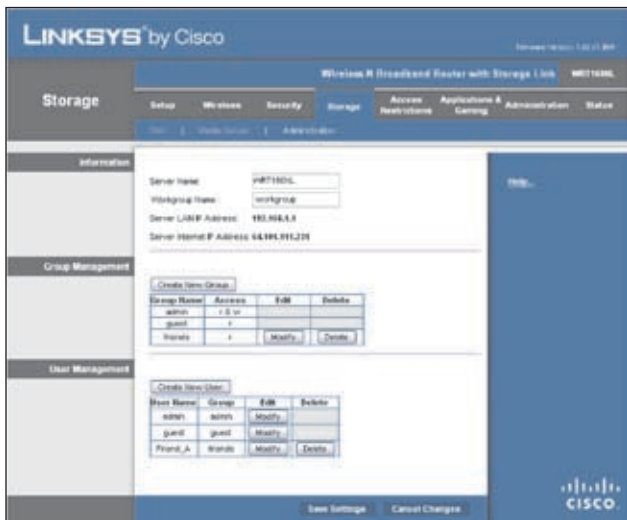 LINKSYS by Cisco
Wireless-N Broadband Router with Storage Link
Storage
Setup Wireless Security Storage Access Restrictions Applications & Gaming Administration Status
Administration
Information
Server Name:
Workgroup Name: workgroup
Server LAN IP Address: 192.168.1.1
Server Internet IP Address:
Help...
Group Management
Create New Group
Group Name Access Edit Delete
admin r & w
guest r
friends r Modify Delete
User Management
Create New User
User Name Group Edit Delete
admin admin Modify
guest guest Modify
Friend_A friends Modify Delete
Save Settings Cancel Changes
CISCO